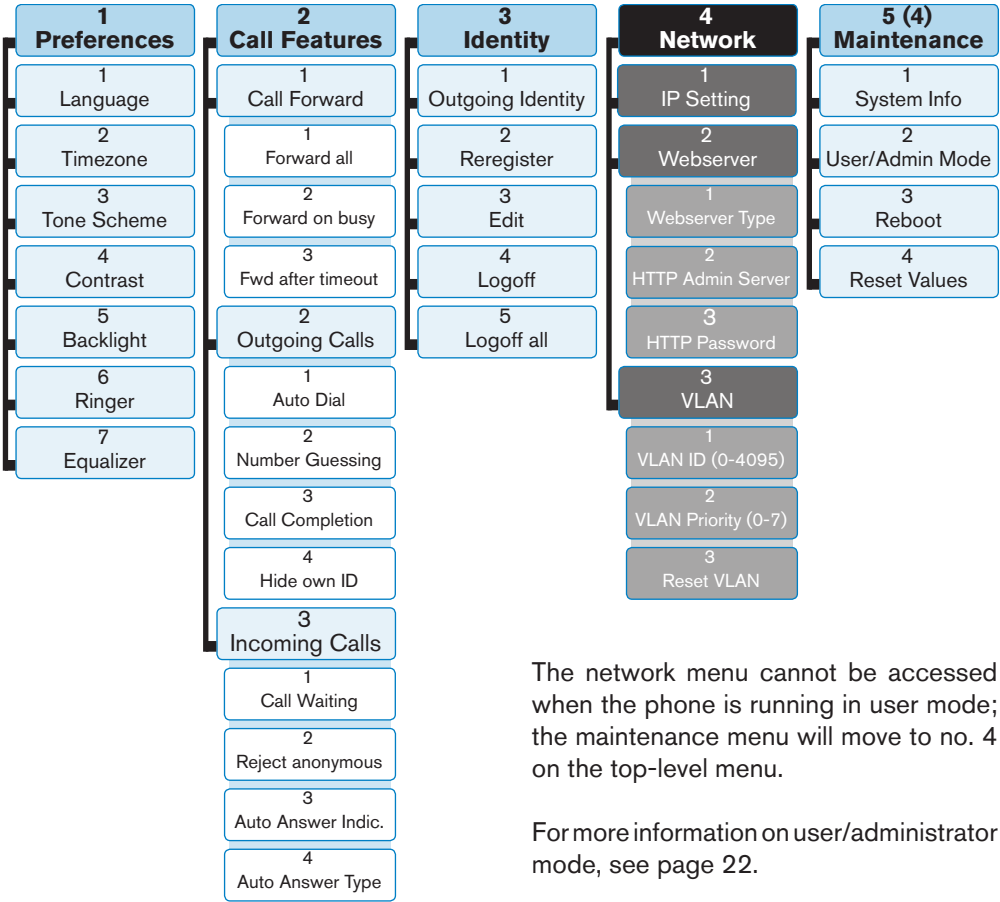 1
Preferences
1
Language
2
Timezone
3
Tone Scheme
4
Contrast
5
Backlight
6
Ringer
7
Equalizer
2
Call Features
1
Call Forward
1
Forward all
2
Forward on busy
3
Fwd after timeout
2
Outgoing Calls
1
Auto Dial
2
Number Guessing
3
Call Completion
4
Hide own ID
3
Incoming Calls
1
Call Waiting
2
Reject anonymous
3
Auto Answer Indic.
4
Auto Answer Type
3
Identity
1
Outgoing Identity
2
Reregister
3
Edit
4
Logoff
5
Logoff all
4
Network
1
IP Setting
2
Webserver
1
Webserver Type
2
HTTP Admin Server
3
HTTP Password
3
VLAN
1
VLAN ID (0-4095)
2
VLAN Priority (0-7)
3
Reset VLAN
5 (4)
Maintenance
1
System Info
2
User/Admin Mode
3
Reboot
4
Reset Values
The network menu cannot be accessed
when the phone is running in user mode;
the maintenance menu will move to no. 4
on the top-level menu.
For more information on user/administrator
mode, see page 22.